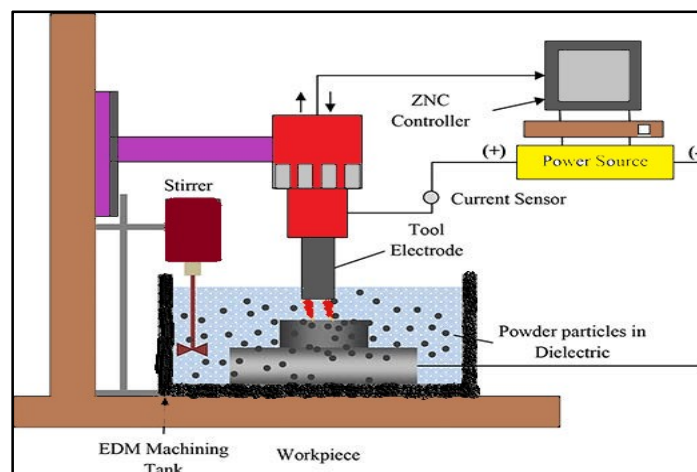 ZNC
Controller
(+)
(-
Power Source
Stirrer
Current Sensor
Tool
Electrode
Powder particles in
Dielectric
EDM Machining
Tank
Workpiece